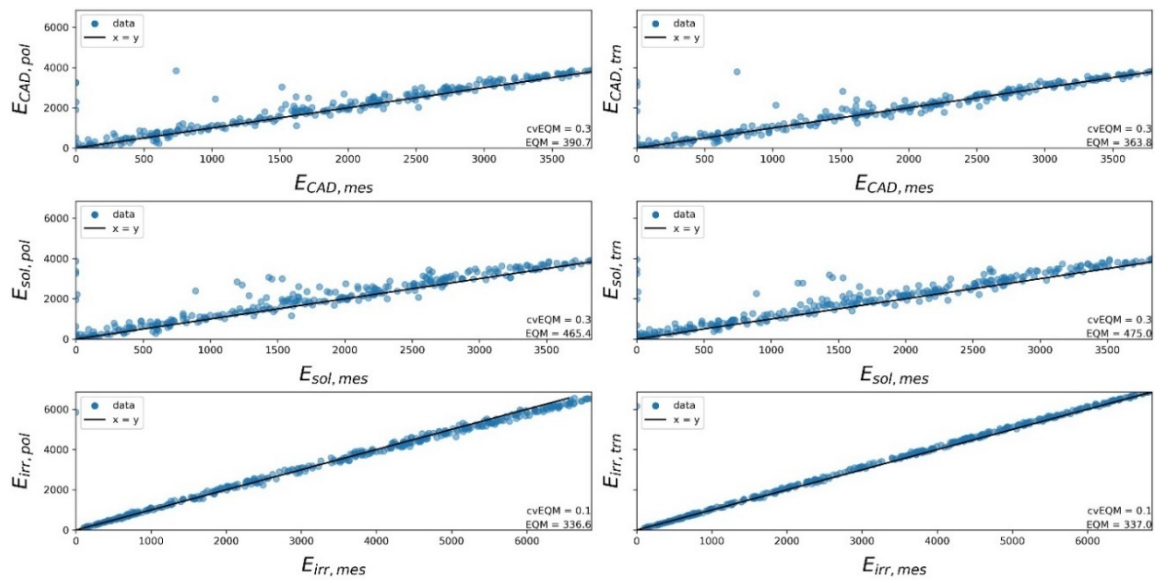 E_CAD, pol
6000
4000
2000
0
data
x = y
cvEQM = 0.3
EQM = 390.7
0 500 1000 1500 2000 2500 3000 3500
E_CAD, mes
E_CAD, trn
data
x = y
cvEQM = 0.3
EQM = 363.8
0 500 1000 1500 2000 2500 3000 3500
E_CAD, mes
E_sol, pol
6000
4000
2000
0
data
x = y
cvEQM = 0.3
EQM = 465.4
0 500 1000 1500 2000 2500 3000 3500
E_sol, mes
E_sol, trn
data
x = y
cvEQM = 0.3
EQM = 475.0
0 500 1000 1500 2000 2500 3000 3500
E_sol, mes
E_irr, pol
6000
4000
2000
0
data
x = y
cvEQM = 0.1
EQM = 336.6
0 1000 2000 3000 4000 5000 6000
E_irr, mes
E_irr, trn
data
x = y
cvEQM = 0.1
EQM = 337.0
0 1000 2000 3000 4000 5000 6000
E_irr, mes